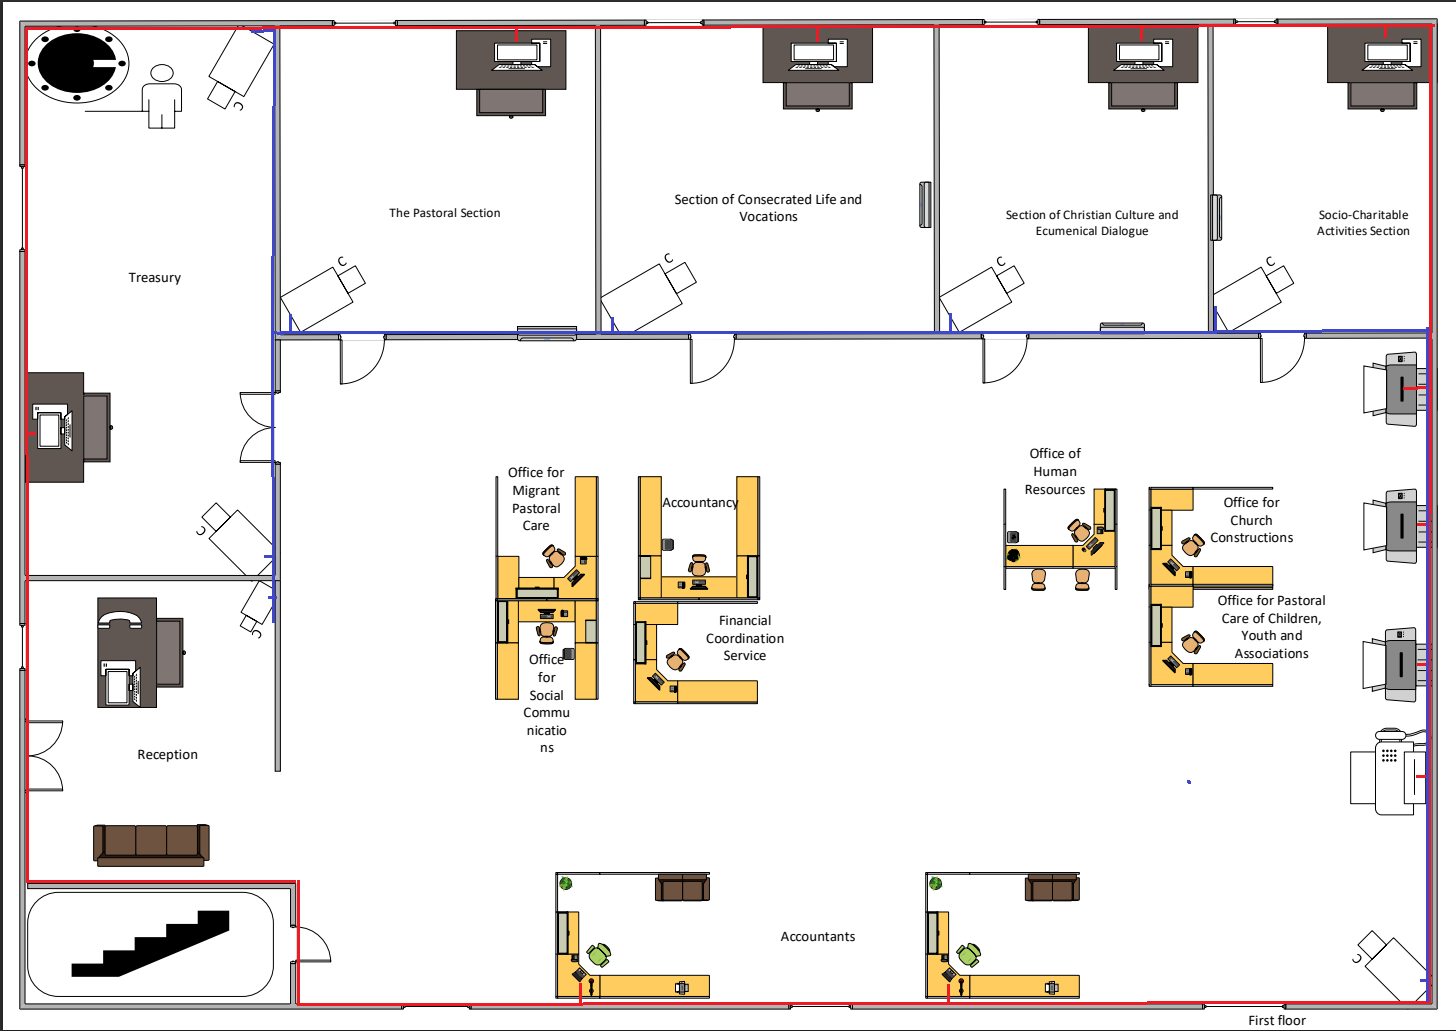 The Pastoral Section
Section of Consecrated Life and
Vocations
Section of Christian Culture and
Ecumenical Dialogue
Socio-Charitable
Activities Section
Treasury
Office for
Migrant
Pastoral
Care
Accountancy
Office of
Human
Resources
Office for
Church
Constructions
Office for Pastoral
Care of Children,
Youth and
Associations
Financial
Coordination
Service
Office
for
Social
Commu
nicatio
ns
Reception
Accountants
First floor